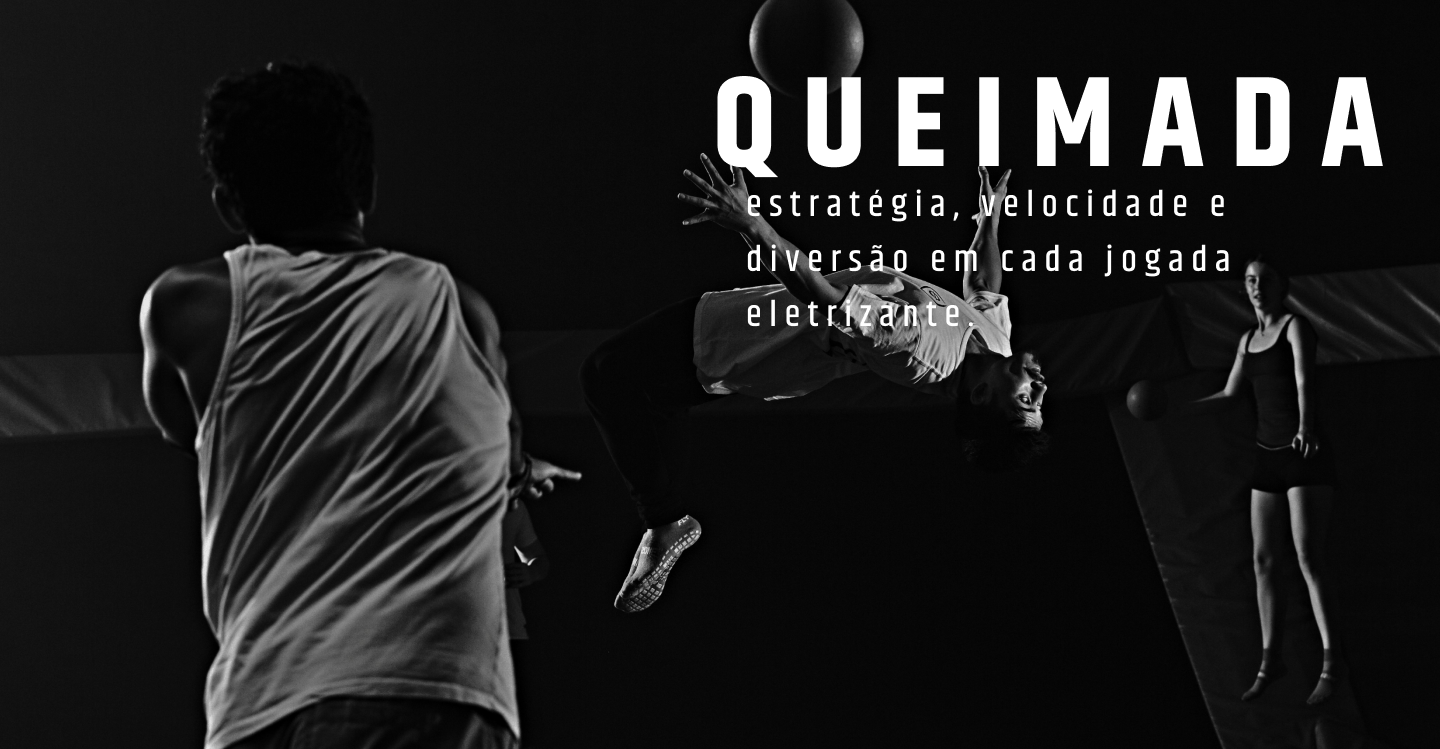 QUEIMADA
estratégia, velocidade e
diversão em cada jogada
eletrizante.